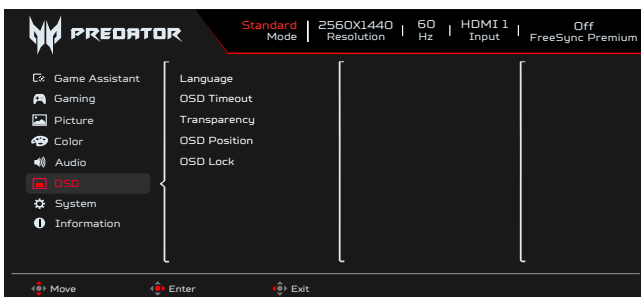 PREDATOR
Standard
Mode
2560X1440
Resolution
60
Hz
HDMI 1
Input
Off
FreeSync Premium
Game Assistant
Gaming
Picture
Color
Audio
OSD
System
Information
Language
OSD Timeout
Transparency
OSD Position
OSD Lock
Move
Enter
Exit